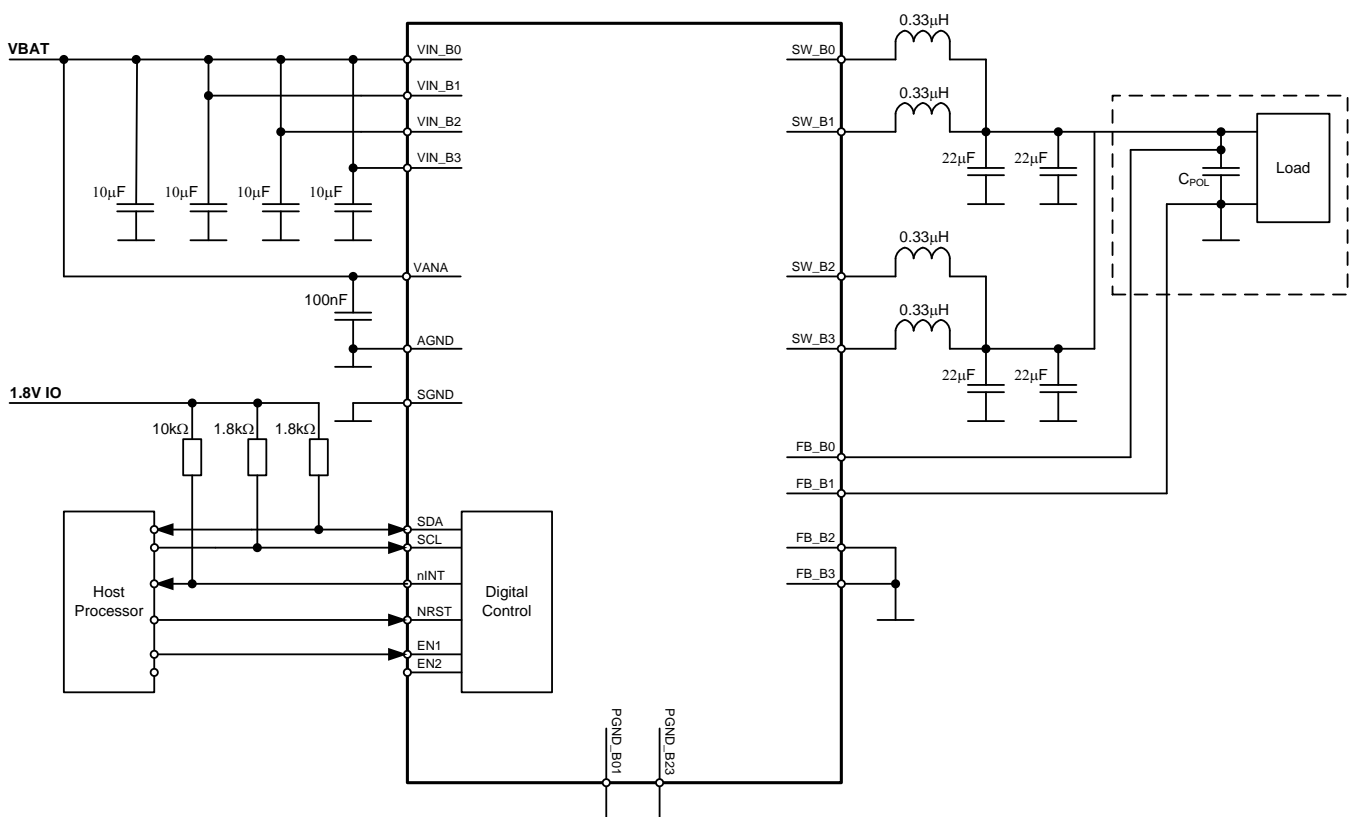 VBAT
VIN_B0
VIN_B1
VIN_B2
VIN_B3
10μF
10μF
10μF
10μF
VANA
100nF
AGND
SGND
1.8V IO
10kΩ
1.8kΩ
1.8kΩ
Host
Processor
SDA
SCL
nINT
NRST
EN1
EN2
Digital
Control
PGND_B01
PGND_B23
0.33μH
SW_B0
0.33μH
SW_B1
22μF
22μF
0.33μH
SW_B2
0.33μH
SW_B3
22μF
22μF
CPOL
Load
FB_B0
FB_B1
FB_B2
FB_B3